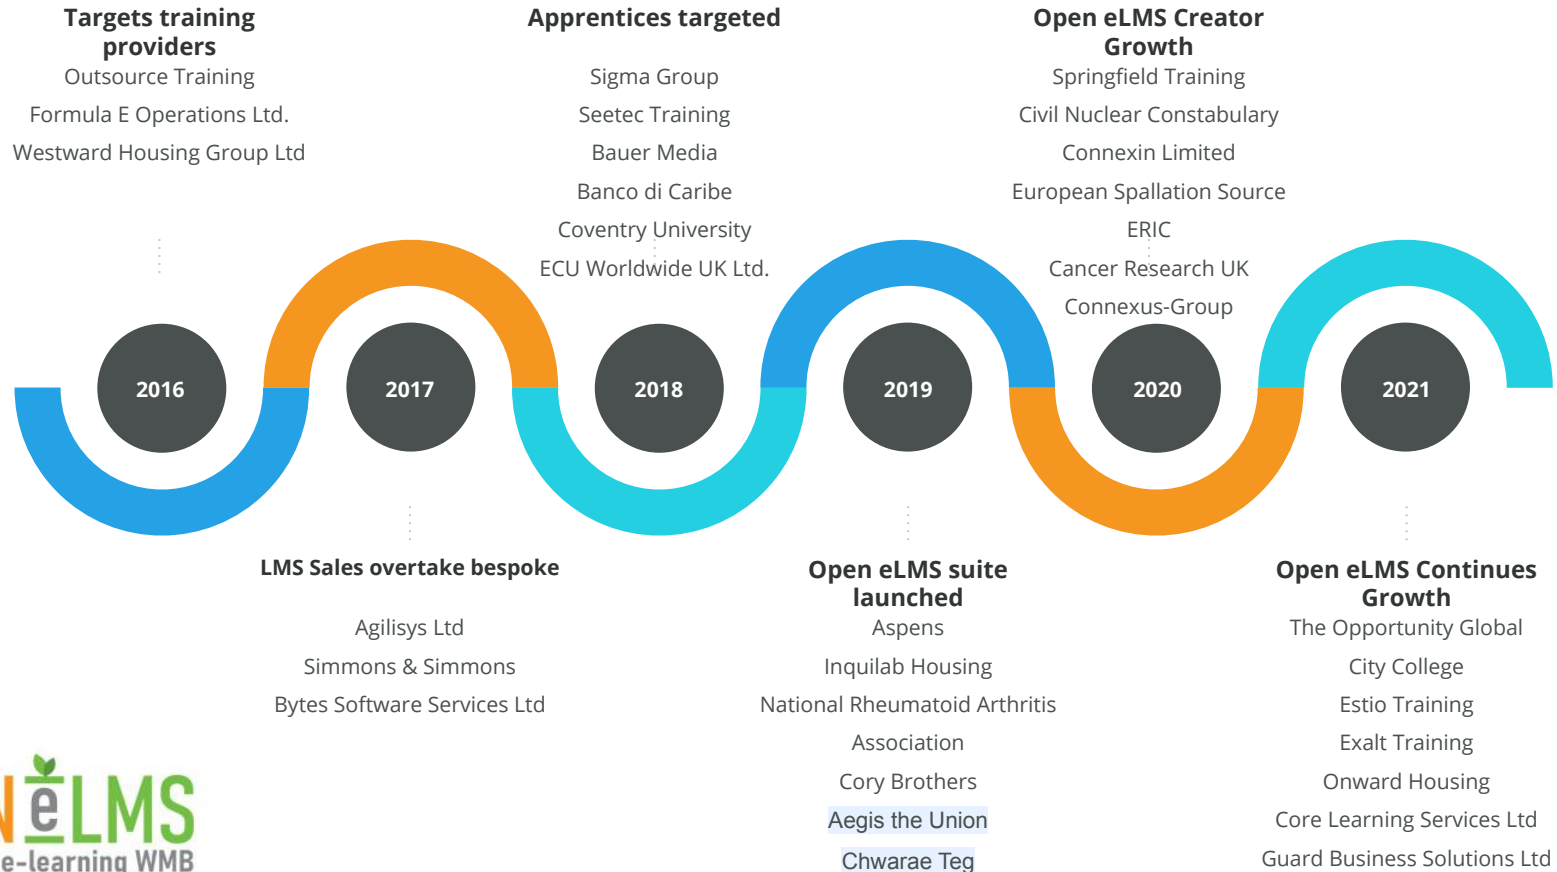 Targets training
providers
Outsource Training
Formula E Operations Ltd.
Westward Housing Group Ltd
Apprentices targeted
Sigma Group
Seetec Training
Bauer Media
Banco di Caribe
Coventry University
ECU Worldwide UK Ltd.
Open eLMS Creator
Growth
Springfield Training
Civil Nuclear Constabulary
Connexin Limited
European Spallation Source
ERIC
Cancer Research UK
Connexus-Group
2016
2017
2018
2019
2020
2021
LMS Sales overtake bespoke
Agilisys Ltd
Simmons & Simmons
Bytes Software Services Ltd
Open eLMS suite
launched
Aspens
Inquilab Housing
National Rheumatoid Arthritis
Association
Cory Brothers
Aegis the Union
Chwarae Teg
Open eLMS Continues
Growth
The Opportunity Global
City College
Estio Training
Exalt Training
Onward Housing
Core Learning Services Ltd
Guard Business Solutions Ltd
N eLMS
e-learning WMB